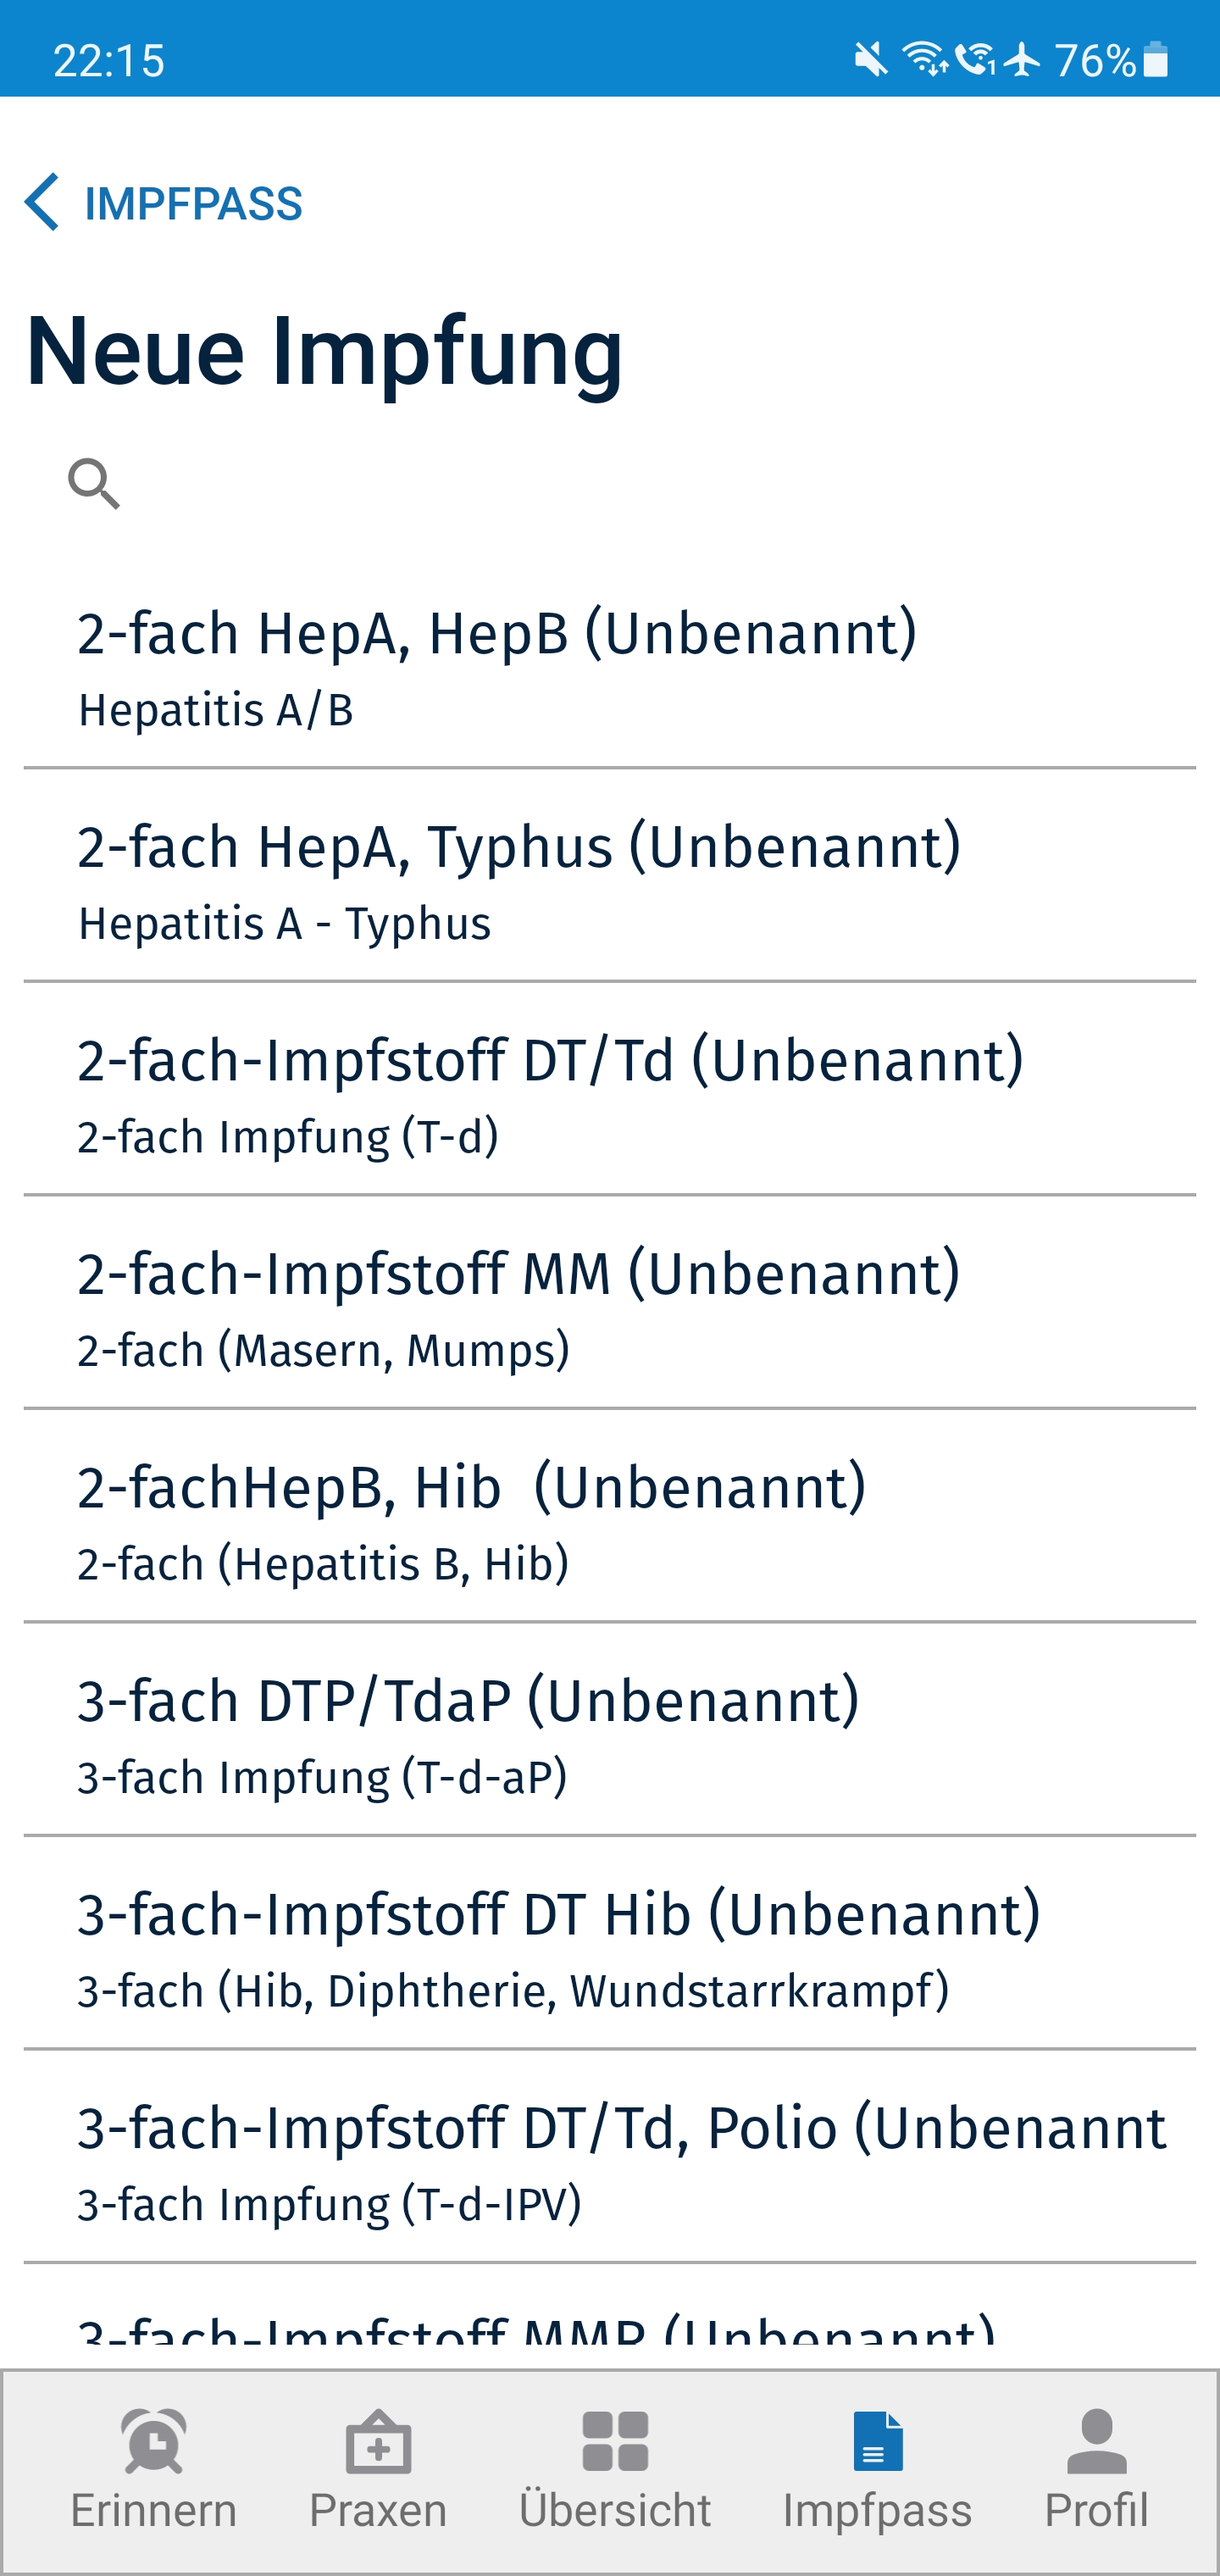 22:15
1 76%
IMPFPASS
Neue Impfung
2-fach HepA, HepB (Unbenannt)
Hepatitis A/B
2-fach HepA, Typhus (Unbenannt)
Hepatitis A - Typhus
2-fach-Impfstoff DT/Td (Unbenannt)
2-fach Impfung (T-d)
2-fach-Impfstoff MM (Unbenannt)
2-fach (Masern, Mumps)
2-fachHepB, Hib  (Unbenannt)
2-fach (Hepatitis B, Hib)
3-fach DTP/TdaP (Unbenannt)
3-fach Impfung (T-d-aP)
3-fach-Impfstoff DT Hib (Unbenannt)
3-fach (Hib, Diphtherie, Wundstarrkrampf)
3-fach-Impfstoff DT/Td, Polio (Unbenannt
3-fach Impfung (T-d-IPV)
3-fach-Impfstoff MMR (Unbenannt)
Erinnern Praxen Übersicht Impfpass Profil